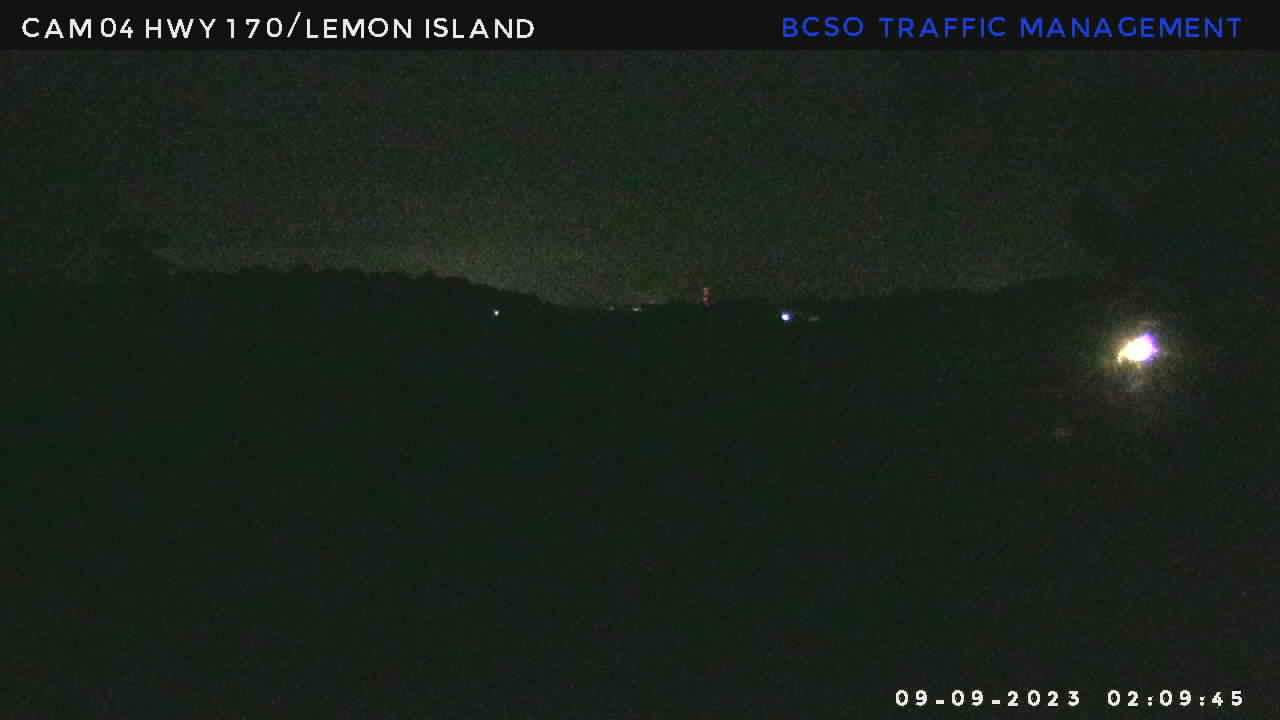 CAM04 HWY 170/LEMON ISLAND
BCSO TRAFFIC MANAGEMENT
09-09-2023 02:09:45